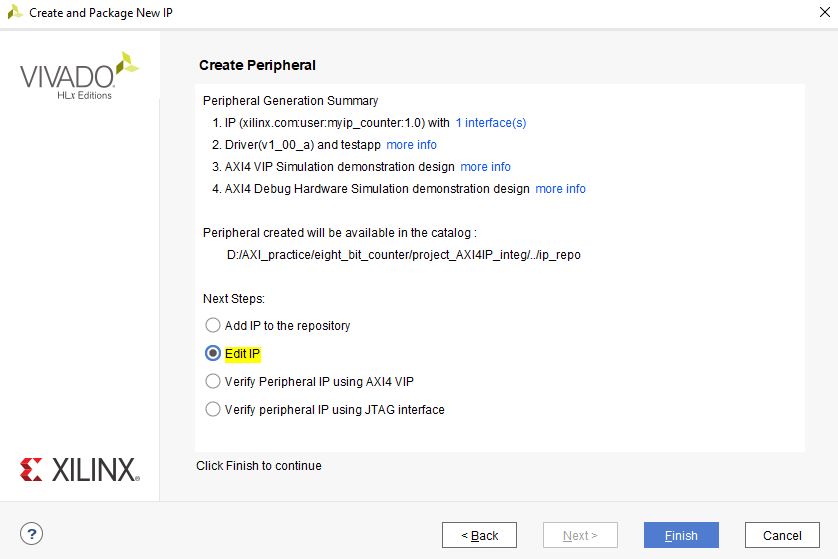 Create and Package New IP
VIVADO
HLx Editions
Create Peripheral
Peripheral Generation Summary
1. IP (xilinx.com:user:myip_counter:1.0) with 1 interface(s)
2. Driver(v1_00_a) and testapp more info
3. AXI4 VIP Simulation demonstration design more info
4. AXI4 Debug Hardware Simulation demonstration design more info
Peripheral created will be available in the catalog :
D:/AXI_practice/eight_bit_counter/project_AXI4IP_integ/../ip_repo
Next Steps:
Add IP to the repository
Edit IP
Verify Peripheral IP using AXI4 VIP
Verify peripheral IP using JTAG interface
XILINX®
Click Finish to continue
?
< Back
Next >
Finish
Cancel